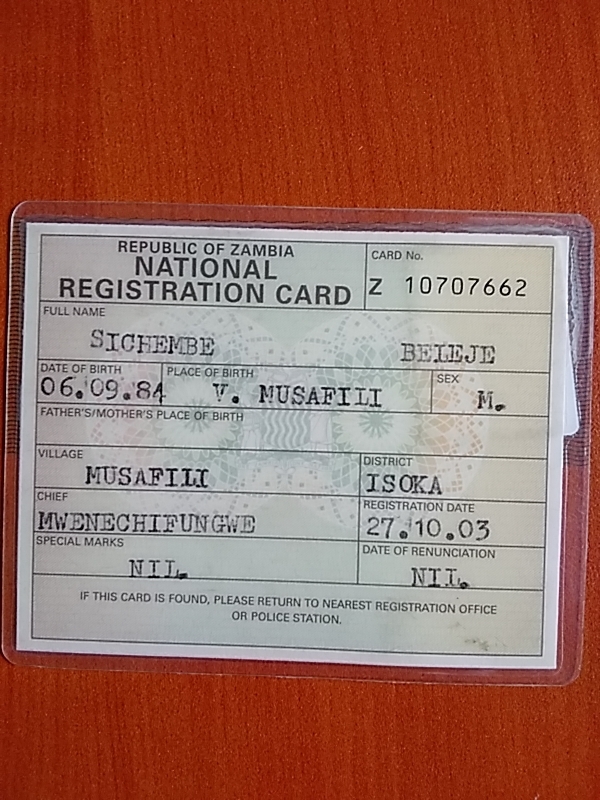 REPUBLIC OF ZAMBIA
NATIONAL
REGISTRATION CARD
CARD No.
Z 10707662
FULL NAME
SICHEMBE BELEJE
DATE OF BIRTH
06.09.84
PLACE OF BIRTH
V. MUSAFILI
SEX
M.
FATHER'S/MOTHER'S PLACE OF BIRTH
VILLAGE
MUSAFILI
DISTRICT
ISOKA
CHIEF
MWENECHIFUNGWE
REGISTRATION DATE
27.10.03
SPECIAL MARKS
NIL.
DATE OF RENUNCIATION
NIL.
IF THIS CARD IS FOUND, PLEASE RETURN TO NEAREST REGISTRATION OFFICE
OR POLICE STATION.